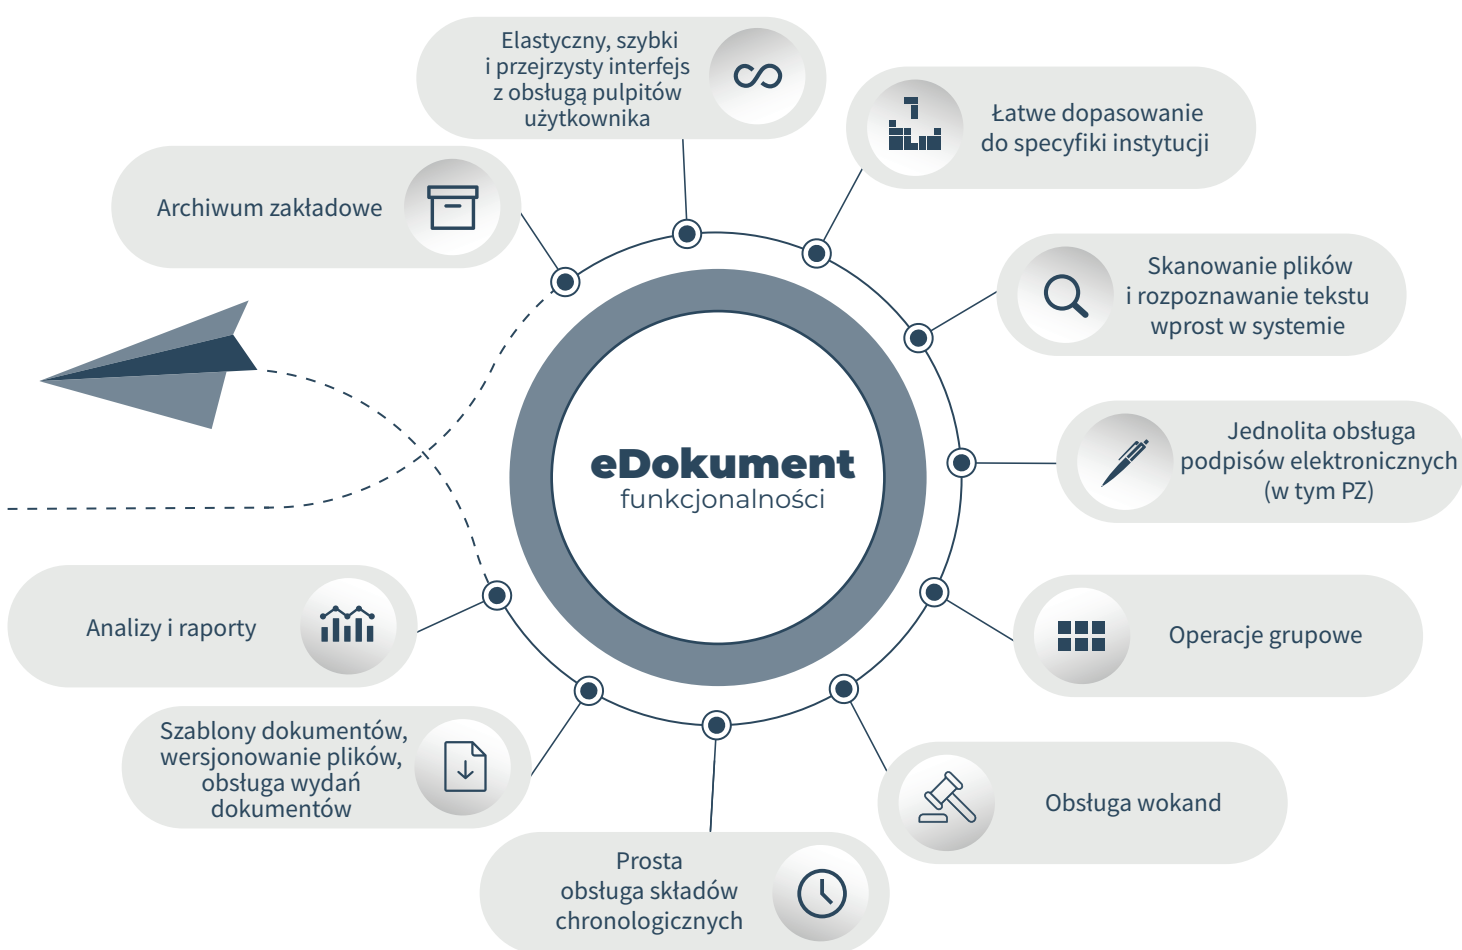 Elastyczny, szybki
i przejrzysty interfejs
z obsługą pulpitów
użytkownika
Łatwe dopasowanie
do specyfiki instytucji
Archiwum zakładowe
Skanowanie plików
i rozpoznawanie tekstu
wprost w systemie
Jednolita obsługa
podpisów elektronicznych
(w tym PZ)
eDokument
funkcjonalności
Analizy i raporty
Operacje grupowe
Szablony dokumentów,
wersjonowanie plików,
obsługa wydań
dokumentów
Obsługa wokand
Prosta
obsługa składów
chronologicznych